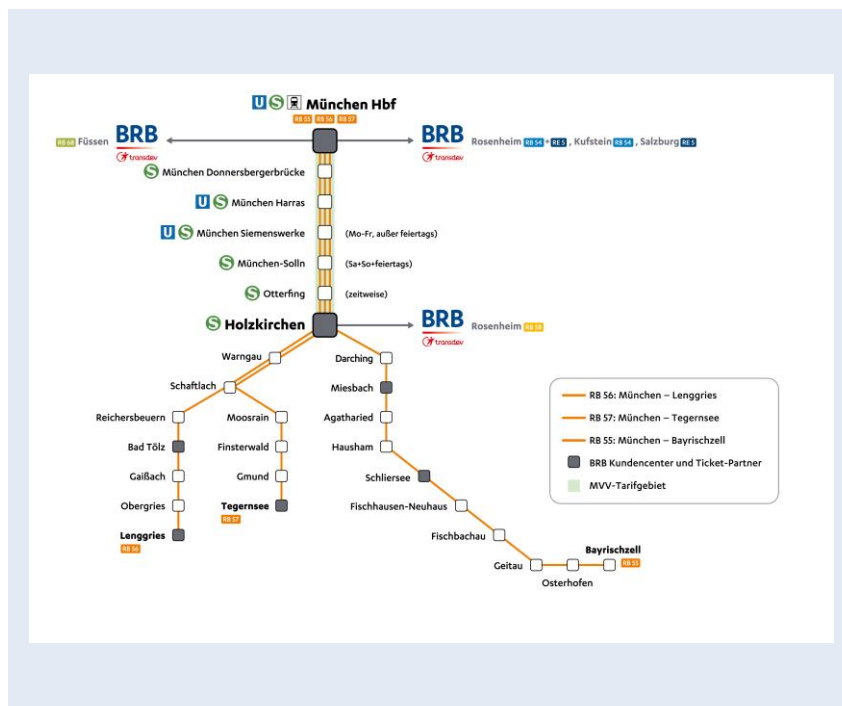 U S München Hbf
RB 55 RB 56 RB 57
RB 68 Füssen BRB
transdev
BRB Rosenheim RB 54 + RE 5 , Kufstein RB 54 , Salzburg RE 5
transdev
S München Donnersbergerbrücke
U S München Harras
U S München Siemenswerke (Mo-Fr, außer feiertags)
S München-Solln (Sa+So+feiertags)
S Otterfing (zeitweise)
S Holzkirchen
BRB Rosenheim RB 58
transdev
Warngau
Darching
Schaftlach
Miesbach
Reichersbeuern
Moosrain
Agatharied
Bad Tölz
Finsterwald
Hausham
Gaißach
Gmund
Schliersee
Obergries
Tegernsee
RB 57
Fischhausen-Neuhaus
Lenggries
RB 56
Fischbachau
Geitau
Osterhofen
Bayrischzell
RB 55
RB 56: München – Lenggries
RB 57: München – Tegernsee
RB 55: München – Bayrischzell
BRB Kundencenter und Ticket-Partner
MVV-Tarifgebiet